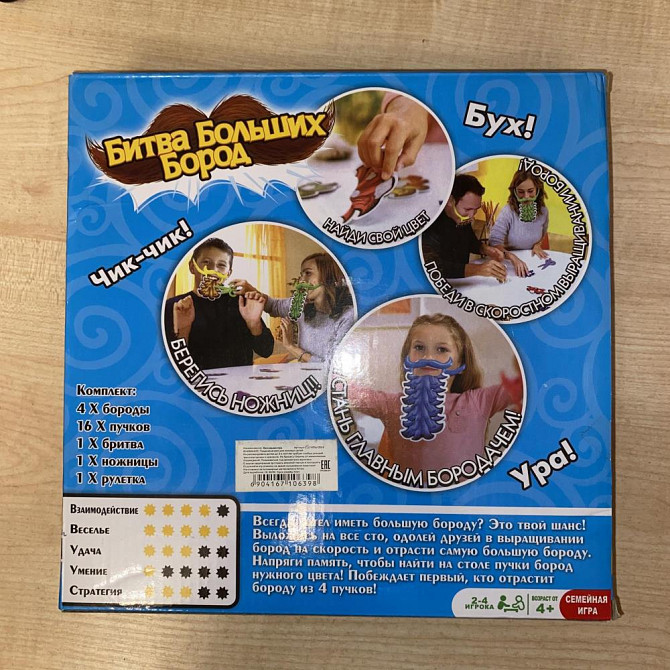 Битва Больших
Бород
Бух!
НАЙДИ СВОЙ ЦВЕТ
ПОБЕДИ В СКОРОСТНОМ ВЫРАЩИВАНИИ БОРОД!
Чик-чик!
БЕРЕГИСЬ НОЖНИЦ!
СТАНЬ ГЛАВНЫМ БОРОДАЧЕМ!
Ура!
Комплект:
4 X бороды
16 X пучков
1 X бритва
1 X ножницы
1 X рулетка
EAC
6904167106398
Взаимодействие
Веселье
Удача
Умение
Стратегия
хотел иметь большую бороду? Это твой шанс!
на все сто, одолей друзей в выращивании
бород на скорость и отрасти самую большую бороду.
Напряги память, чтобы найти на столе пучки бород
нужного цвета! Побеждает первый, кто отрастит
бороду из 4 пучков!
2-4
ИГРОКА
ВОЗРАСТ ОТ
4+
СЕМЕЙНАЯ
ИГРА